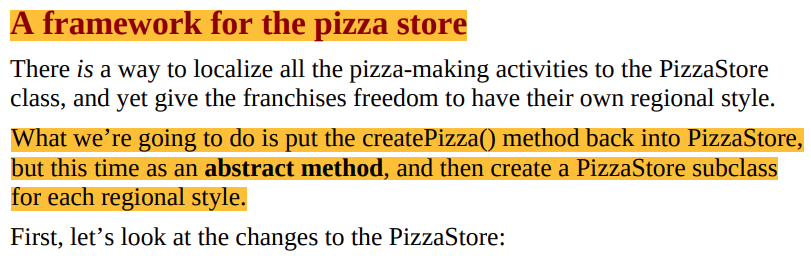 A framework for the pizza store
There is a way to localize all the pizza-making activities to the PizzaStore
class, and yet give the franchises freedom to have their own regional style.
What we’re going to do is put the createPizza() method back into PizzaStore,
but this time as an abstract method, and then create a PizzaStore subclass
for each regional style.
First, let’s look at the changes to the PizzaStore: